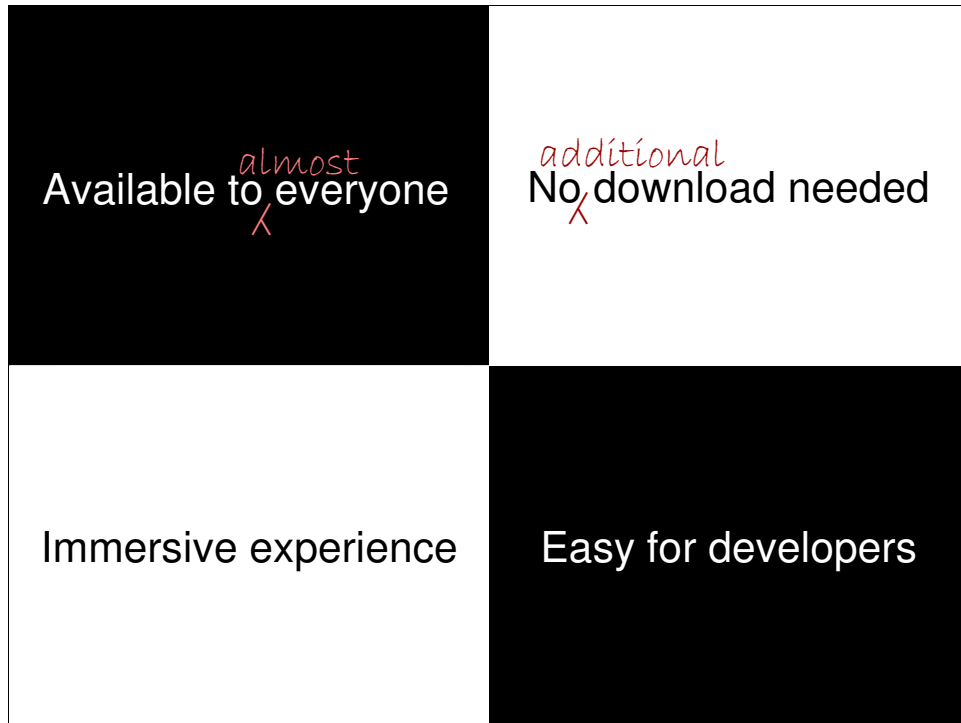 almost
Available to everyone
additional
No download needed
Immersive experience
Easy for developers